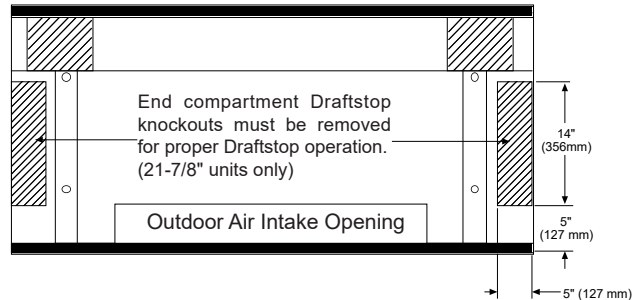 End compartment Draftstop
knockouts must be removed
for proper Draftstop operation.
(21-7/8" units only)
14"
(356mm)
Outdoor Air Intake Opening
5"
(127 mm)
5" (127 mm)